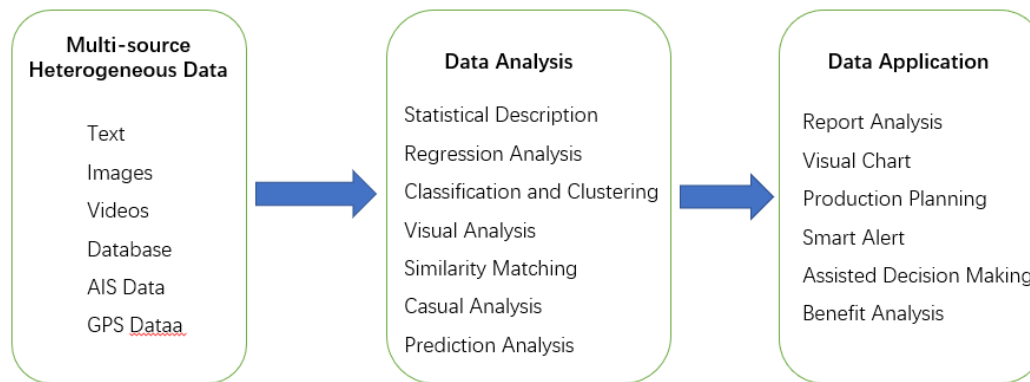 Multi-source
Heterogeneous Data
Text
Images
Videos
Database
AIS Data
GPS Dataa
Data Analysis
Statistical Description
Regression Analysis
Classification and Clustering
Visual Analysis
Similarity Matching
Casual Analysis
Prediction Analysis
Data Application
Report Analysis
Visual Chart
Production Planning
Smart Alert
Assisted Decision Making
Benefit Analysis